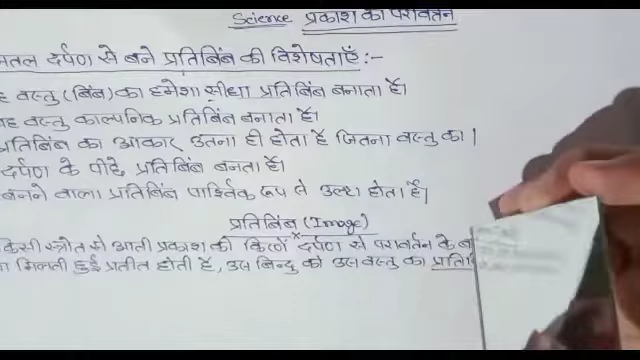 Science प्रकाश का परावर्तन
मतल दर्पण से बने प्रतिबिंब की विशेषताएँ :-
ह वस्तु (बिंब) का हमेशा सीधा प्रतिबिंब बनाता है।
यह वस्तु काल्पनिक प्रतिबिंब बनाता है।
प्रतिबिंब का आकार उतना ही होता है जितना वस्तु का।
दर्पण के पीछे प्रतिबिंब बनता है।
बनने वाला प्रतिबिंब पार्श्विक रूप से उल्टा होता है।
प्रतिबिंब (Image)
किसी स्त्रोत से आती प्रकाश की किरणें दर्पण से परावर्तन के ब
मिलती हुई प्रतीत होती है, उस बिन्दु को उस वस्तु का प्रति